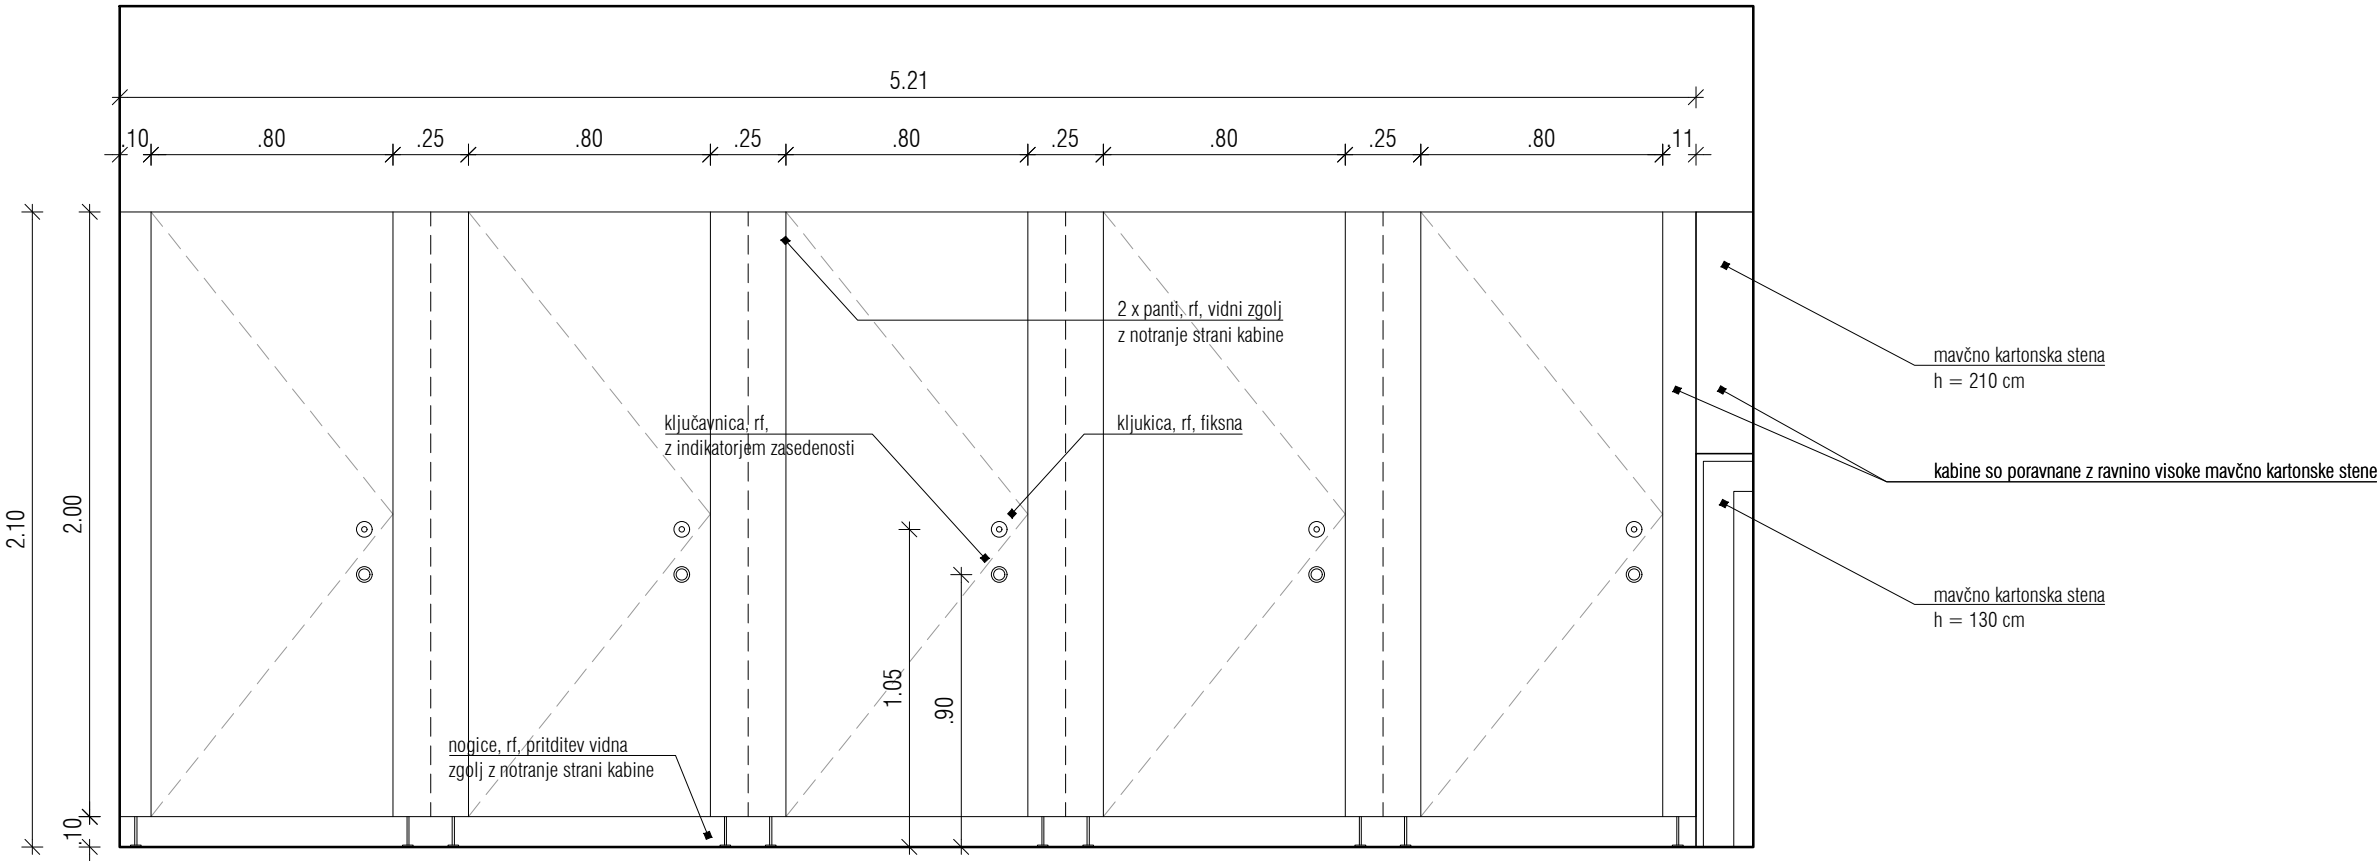 5.21
.10 .80 .25 .80 .25 .80 .25 .80 .25 .80 .11
2 x panti, rf, vidni zgolj
z notranje strani kabine
mavčno kartonska stena
h = 210 cm
ključavnica, rf,
z indikatorjem zasedenosti
kljukica, rf, fiksna
kabine so poravnane z ravnino visoke mavčno kartonske stene
2.10
2.00
mavčno kartonska stena
h = 130 cm
1.05
.90
nogice, rf, pritditev vidna
zgolj z notranje strani kabine
.10